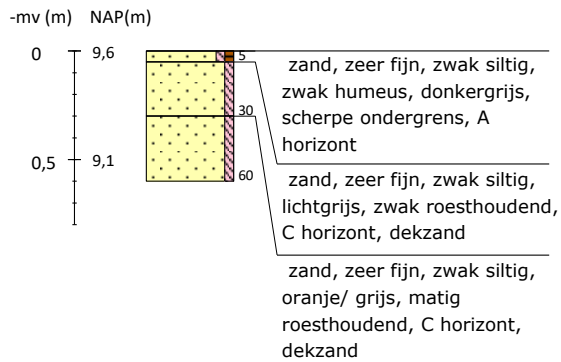 -mv (m) NAP(m)
0 9,6
5
zand, zeer fijn, zwak siltig,
zwak humeus, donkergrijs,
scherpe ondergrens, A
horizont
30
0,5 9,1
60
zand, zeer fijn, zwak siltig,
lichtgrijs, zwak roesthoudend,
C horizont, dekzand
zand, zeer fijn, zwak siltig,
oranje/ grijs, matig
roesthoudend, C horizont,
dekzand